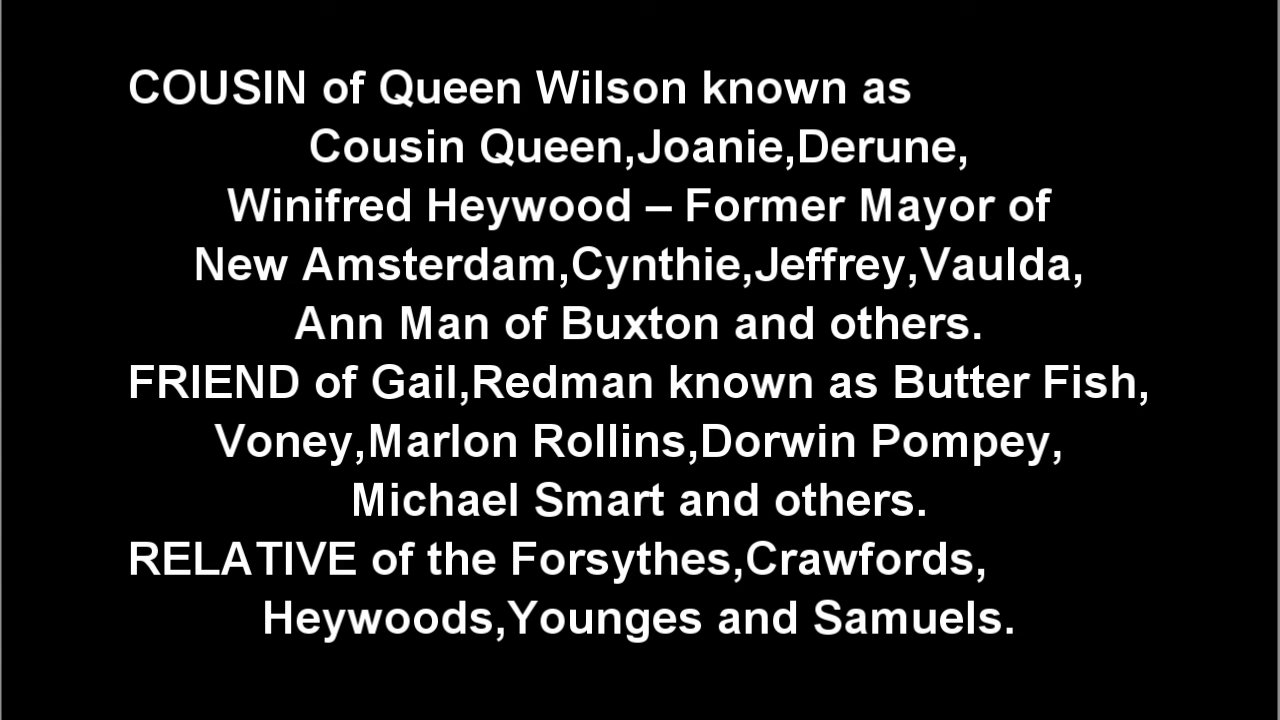 COUSIN of Queen Wilson known as
Cousin Queen,Joanie,Derune,
Winifred Heywood – Former Mayor of
New Amsterdam,Cynthie,Jeffrey,Vaulda,
Ann Man of Buxton and others.
FRIEND of Gail,Redman known as Butter Fish,
Voney,Marlon Rollins,Dorwin Pompey,
Michael Smart and others.
RELATIVE of the Forsythes,Crawfords,
Heywoods,Younges and Samuels.